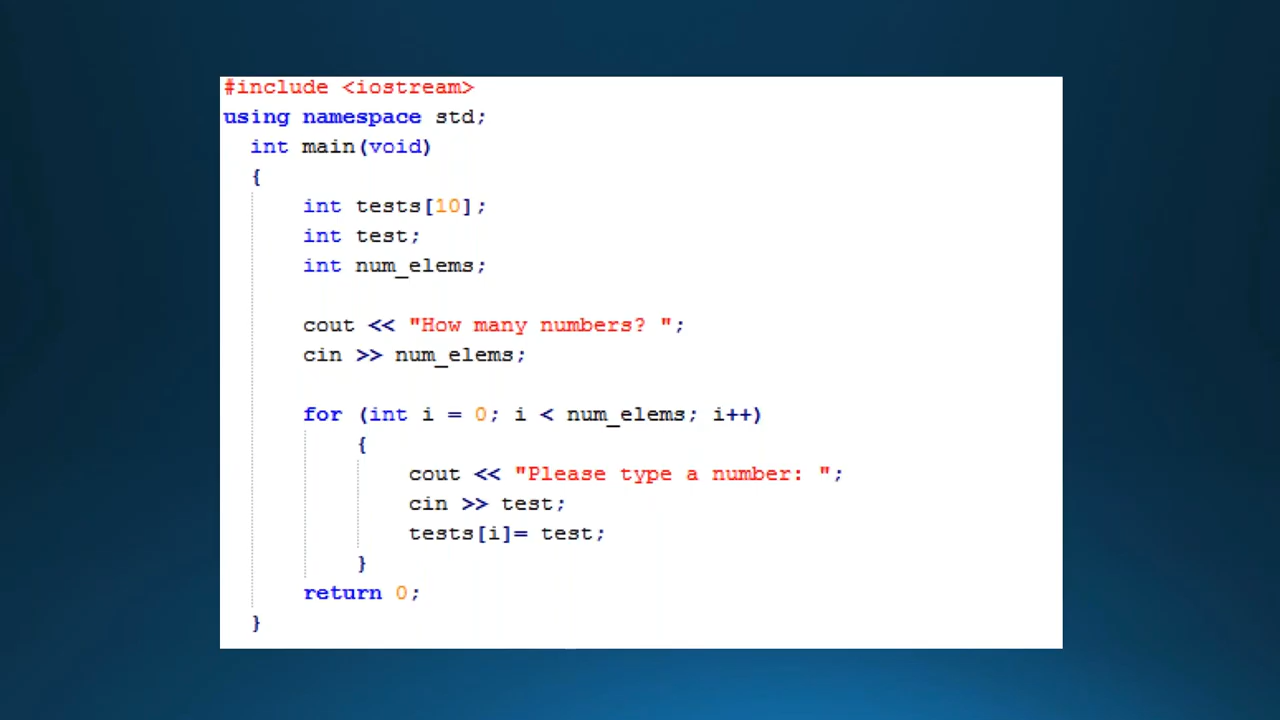 #include <iostream>
using namespace std;
int main(void)
{
int tests[10];
int test;
int num_elems;
cout << "How many numbers? ";
cin >> num_elems;
for (int i = 0; i < num_elems; i++)
{
cout << "Please type a number: ";
cin >> test;
tests[i]= test;
}
return 0;
}